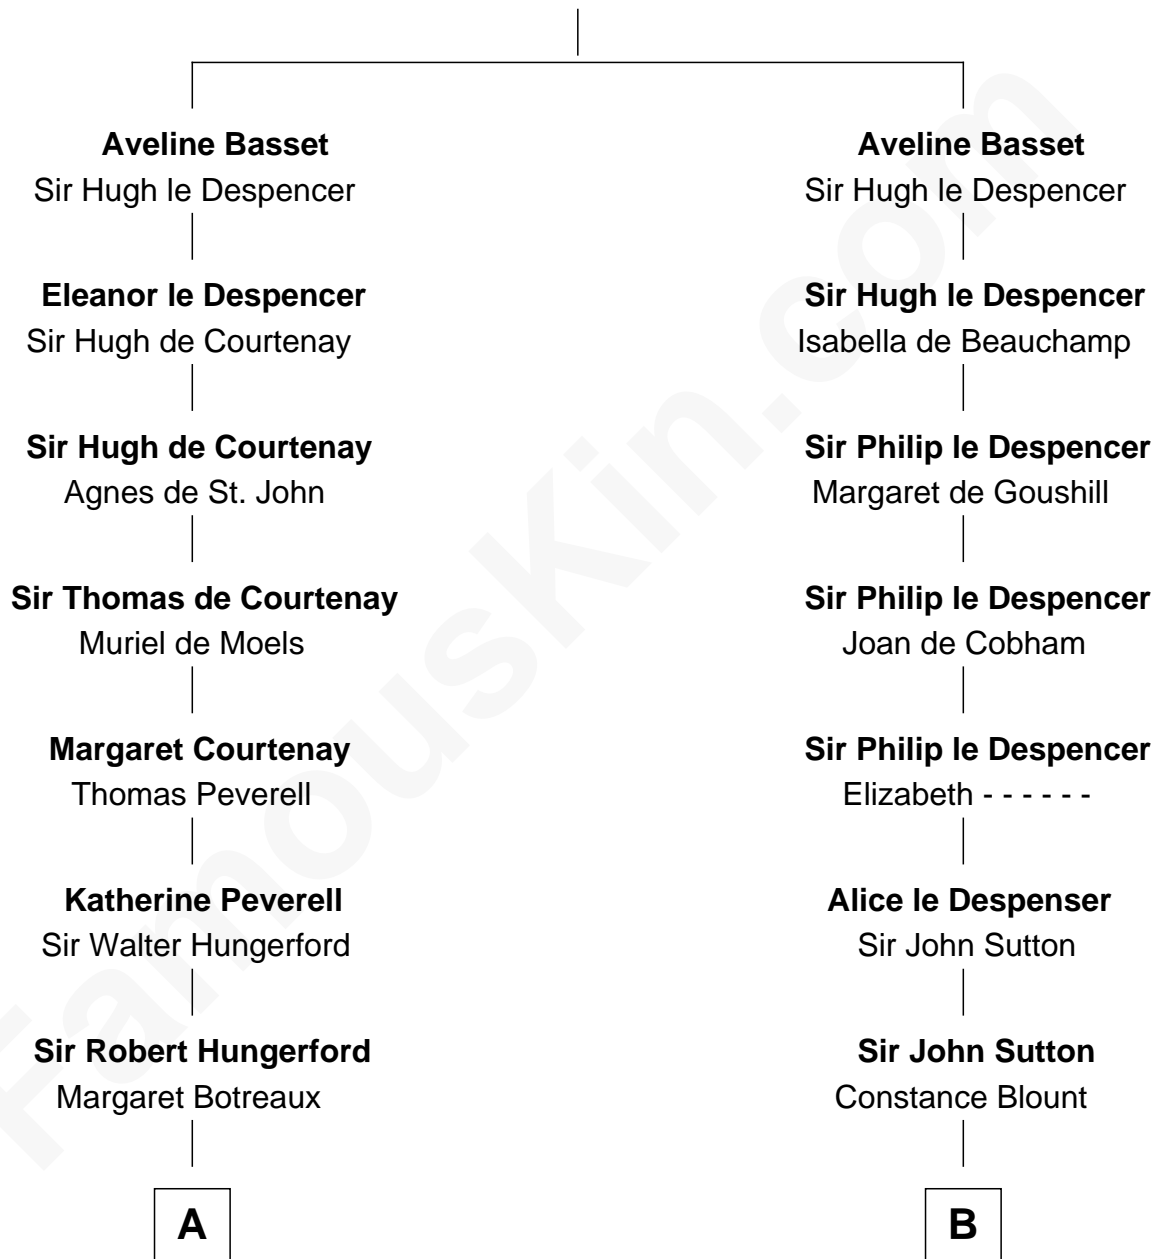 Aveline Basset
Sir Hugh le Despencer
Eleanor le Despencer
Sir Hugh de Courtenay
Sir Hugh de Courtenay
Agnes de St. John
Sir Thomas de Courtenay
Muriel de Moels
Margaret Courtenay
Thomas Peverell
Katherine Peverell
Sir Walter Hungerford
Sir Robert Hungerford
Margaret Botreaux
A
Aveline Basset
Sir Hugh le Despencer
Sir Hugh le Despencer
Isabella de Beauchamp
Sir Philip le Despencer
Margaret de Goushill
Sir Philip le Despencer
Joan de Cobham
Sir Philip le Despencer
Elizabeth - - - - - -
Alice le Despenser
Sir John Sutton
Sir John Sutton
Constance Blount
B
FamousKin.com